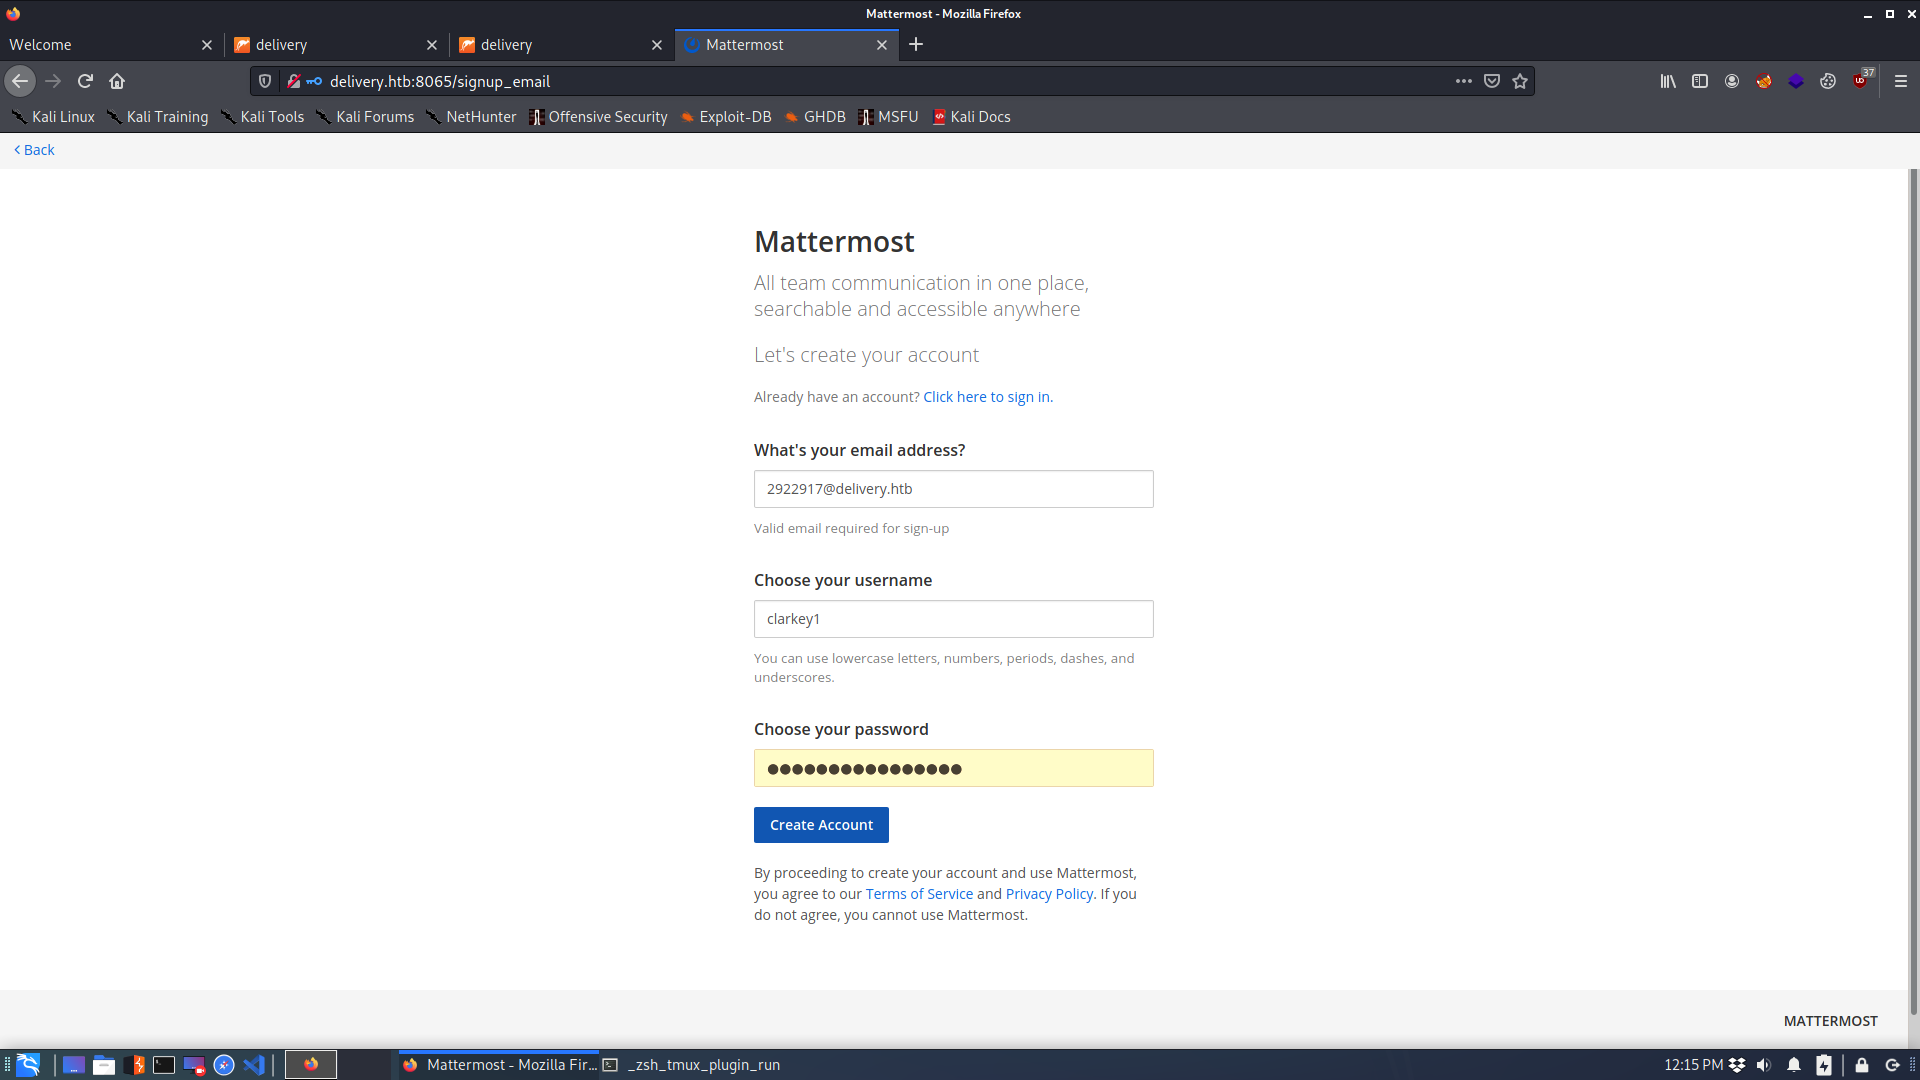 Mattermost - Mozilla Firefox
Welcome
delivery
delivery
Mattermost
delivery.htb:8065/signup_email
37
Kali Linux
Kali Training
Kali Tools
Kali Forums
NetHunter
Offensive Security
Exploit-DB
GHDB
MSFU
Kali Docs
Back
Mattermost
All team communication in one place,
searchable and accessible anywhere
Let's create your account
Already have an account? Click here to sign in.
What's your email address?
2922917@delivery.htb
Valid email required for sign-up
Choose your username
clarkey1
You can use lowercase letters, numbers, periods, dashes, and
underscores.
Choose your password
Create Account
By proceeding to create your account and use Mattermost,
you agree to our Terms of Service and Privacy Policy. If you
do not agree, you cannot use Mattermost.
MATTERMOST
Mattermost - Mozilla Fir...
_zsh_tmux_plugin_run
12:15 PM